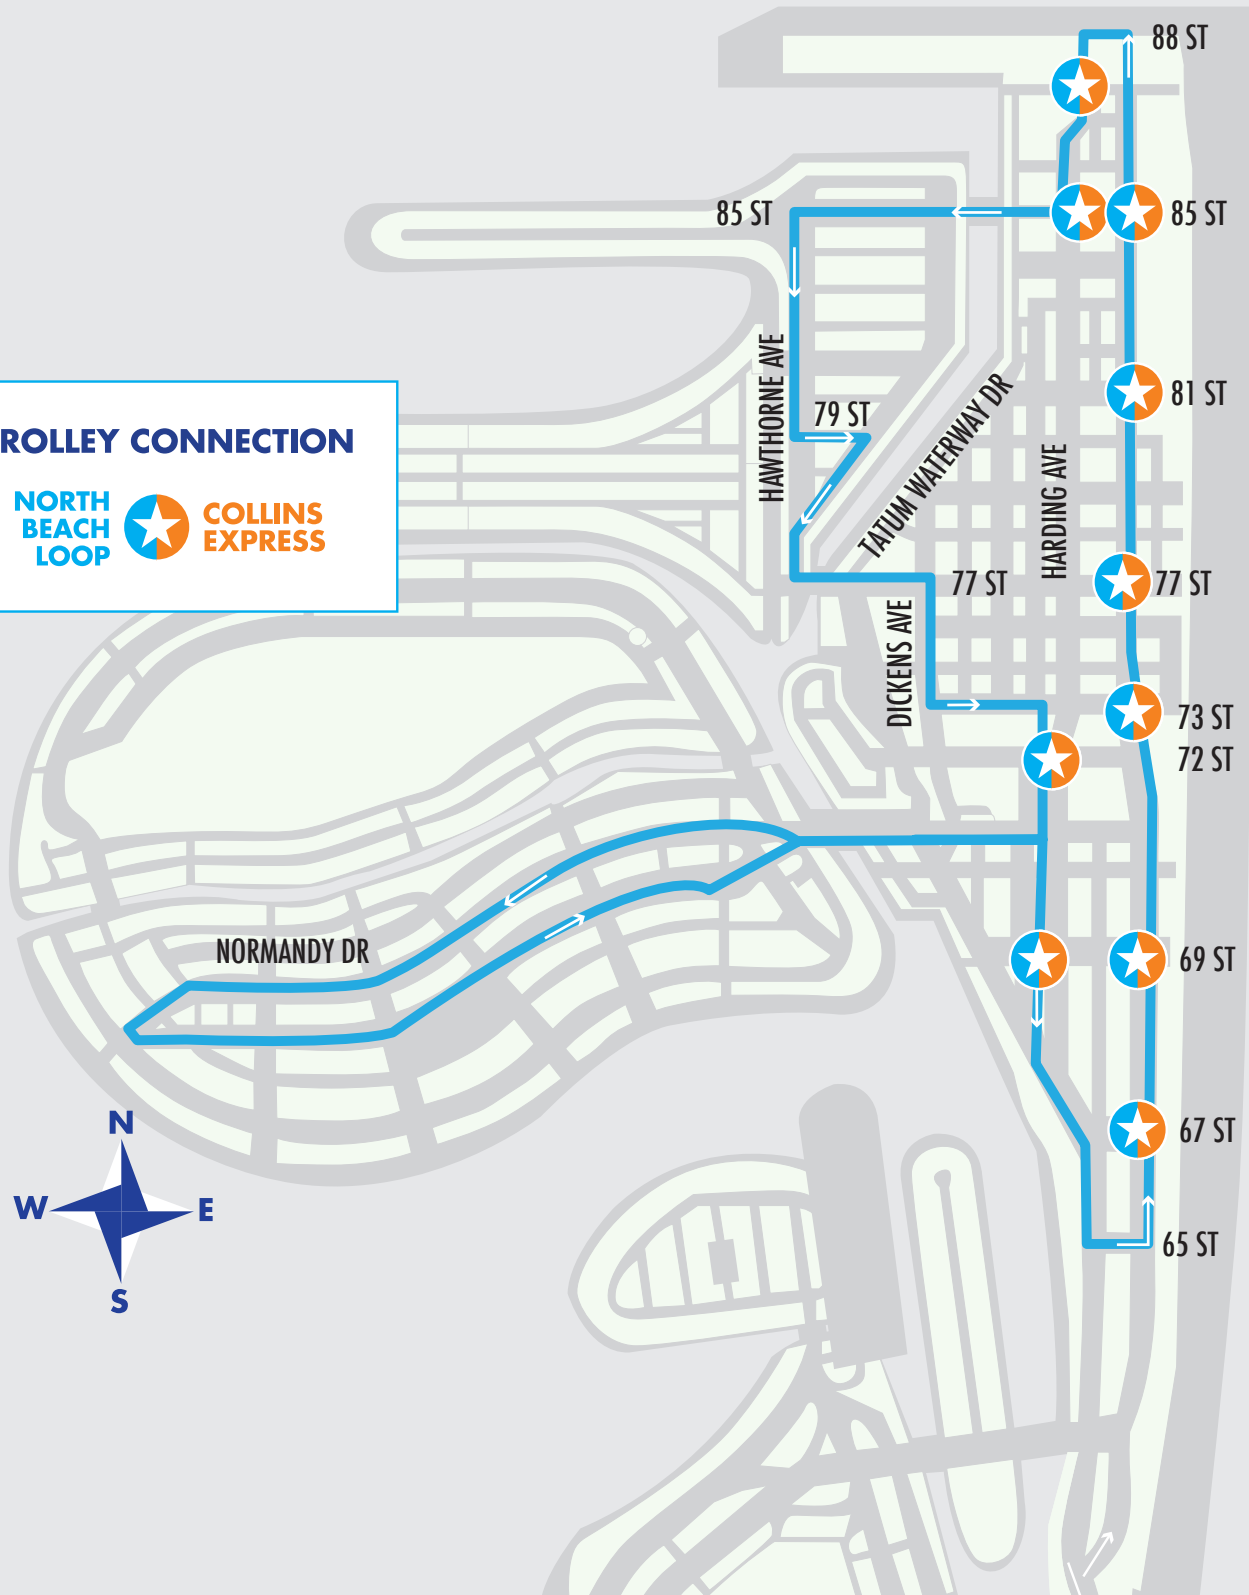 88 ST
85 ST
85 ST
81 ST
HAWTHORNE AVE
79 ST
TATUM WATERWAY DR
HARDING AVE
ROLLEY CONNECTION
NORTH
BEACH
LOOP
COLLINS
EXPRESS
77 ST
77 ST
DICKENS AVE
73 ST
72 ST
NORMANDY DR
69 ST
67 ST
N
W
E
S
65 ST